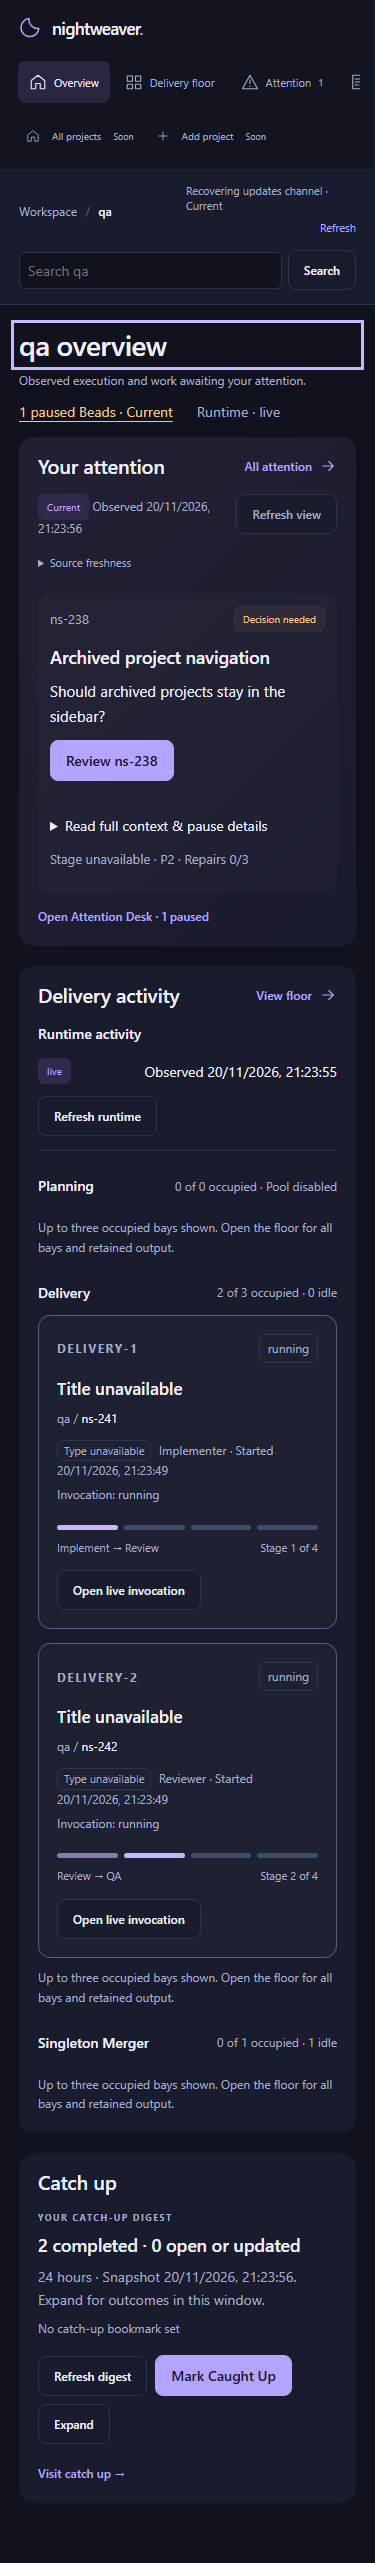 nightweaver.
Overview
Delivery floor
Attention 1
All projects Soon
Add project Soon
Workspace / qa
Recovering updates channel ·
Current
Refresh
Search qa
Search
qa overview
Observed execution and work awaiting your attention.
1 paused Beads · Current
Runtime · live
Your attention
All attention →
Current Observed 20/11/2026,
21:23:56
Refresh view
▶ Source freshness
ns-238
Decision needed
Archived project navigation
Should archived projects stay in the
sidebar?
Review ns-238
▶ Read full context & pause details
Stage unavailable · P2 · Repairs 0/3
Open Attention Desk · 1 paused
Delivery activity
View floor →
Runtime activity
live
Observed 20/11/2026, 21:23:55
Refresh runtime
Planning
0 of 0 occupied · Pool disabled
Up to three occupied bays shown. Open the floor for all
bays and retained output.
Delivery
2 of 3 occupied · 0 idle
DELIVERY-1
running
Title unavailable
qa / ns-241
Type unavailable Implementer · Started
20/11/2026, 21:23:49
Invocation: running
Implement → Review
Stage 1 of 4
Open live invocation
DELIVERY-2
running
Title unavailable
qa / ns-242
Type unavailable Reviewer · Started
20/11/2026, 21:23:49
Invocation: running
Review → QA
Stage 2 of 4
Open live invocation
Up to three occupied bays shown. Open the floor for all
bays and retained output.
Singleton Merger
0 of 1 occupied · 1 idle
Up to three occupied bays shown. Open the floor for all
bays and retained output.
Catch up
YOUR CATCH-UP DIGEST
2 completed · 0 open or updated
24 hours · Snapshot 20/11/2026, 21:23:56.
Expand for outcomes in this window.
No catch-up bookmark set
Refresh digest
Mark Caught Up
Expand
Visit catch up →